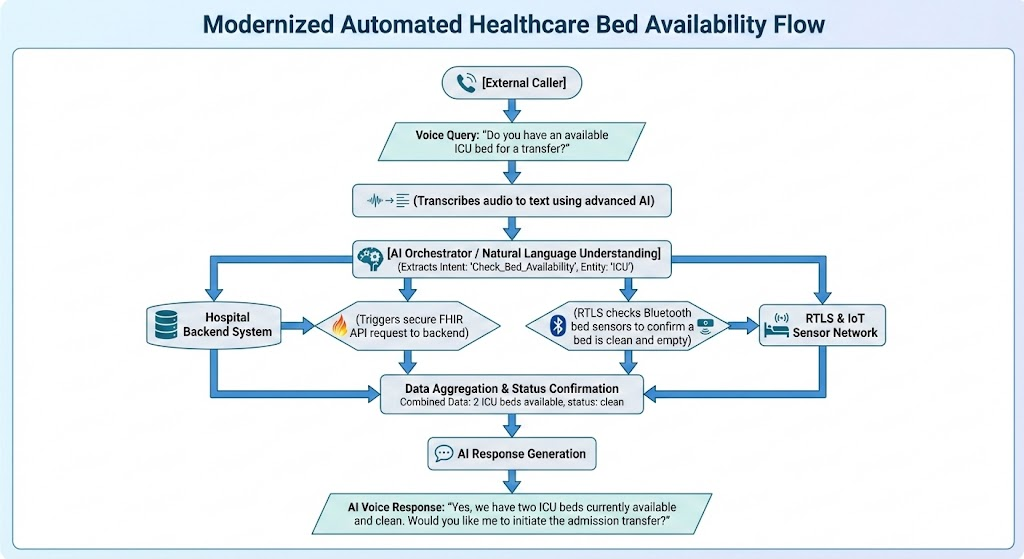 Modernized Automated Healthcare Bed Availability Flow
[External Caller]
Voice Query: “Do you have an available
ICU bed for a transfer?”
(Transcribes audio to text using advanced AI)
[AI Orchestrator / Natural Language Understanding]
(Extracts Intent: ‘Check_Bed_Availability’, Entity: ‘ICU’)
Hospital
Backend System
(Triggers secure FHIR
API request to backend)
(RTLS checks Bluetooth
bed sensors to confirm a
bed is clean and empty)
RTLS & IoT
Sensor Network
Data Aggregation & Status Confirmation
Combined Data: 2 ICU beds available, status: clean
AI Response Generation
AI Voice Response: “Yes, we have two ICU beds currently available
and clean. Would you like me to initiate the admission transfer?”